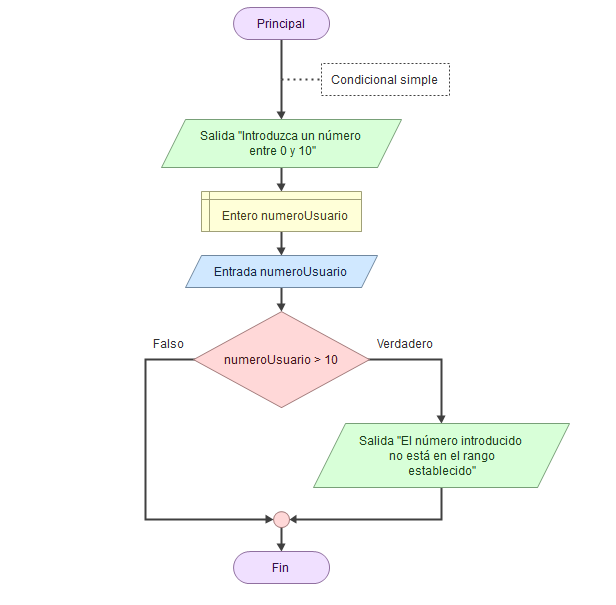 Principal
Condicional simple
Salida "Introduzca un número
entre 0 y 10"
Entero numeroUsuario
Entrada numeroUsuario
Falso
Verdadero
numeroUsuario > 10
Salida "El número introducido
no está en el rango
establecido"
Fin